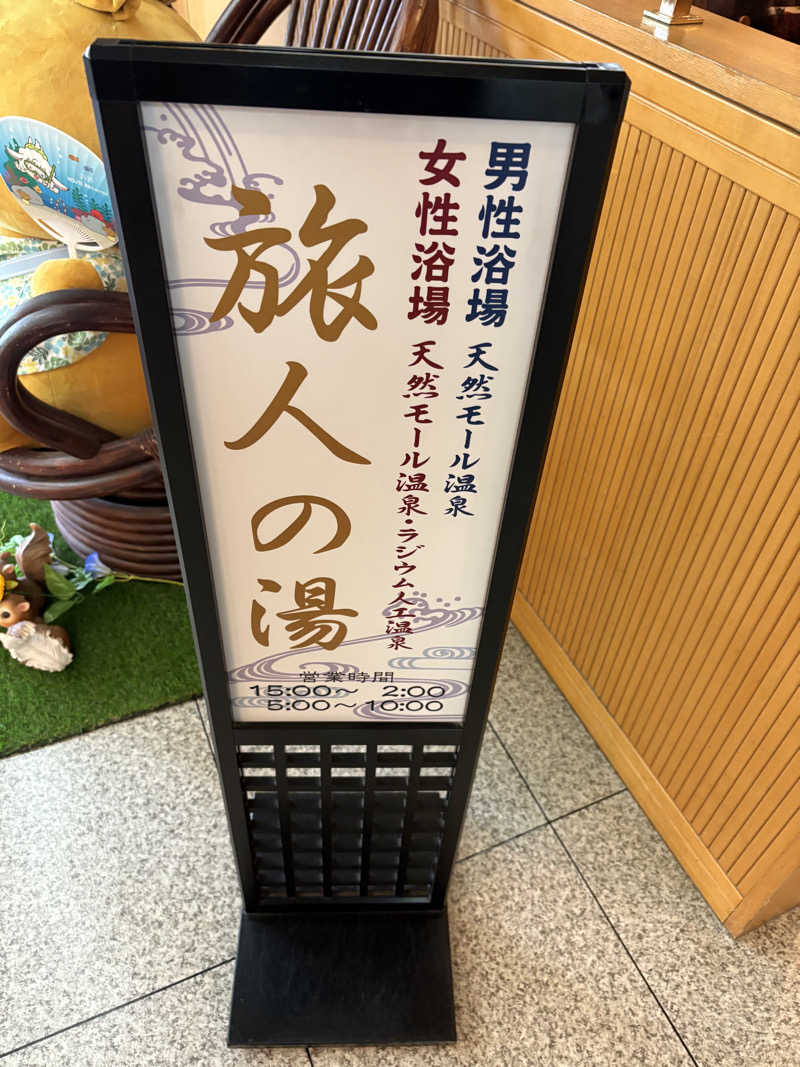 男性浴場 天然モール温泉
女性浴場 天然モール温泉・ラジウム人工温泉
旅人の湯
営業時間
15:00～ 2:00
5:00～10:00